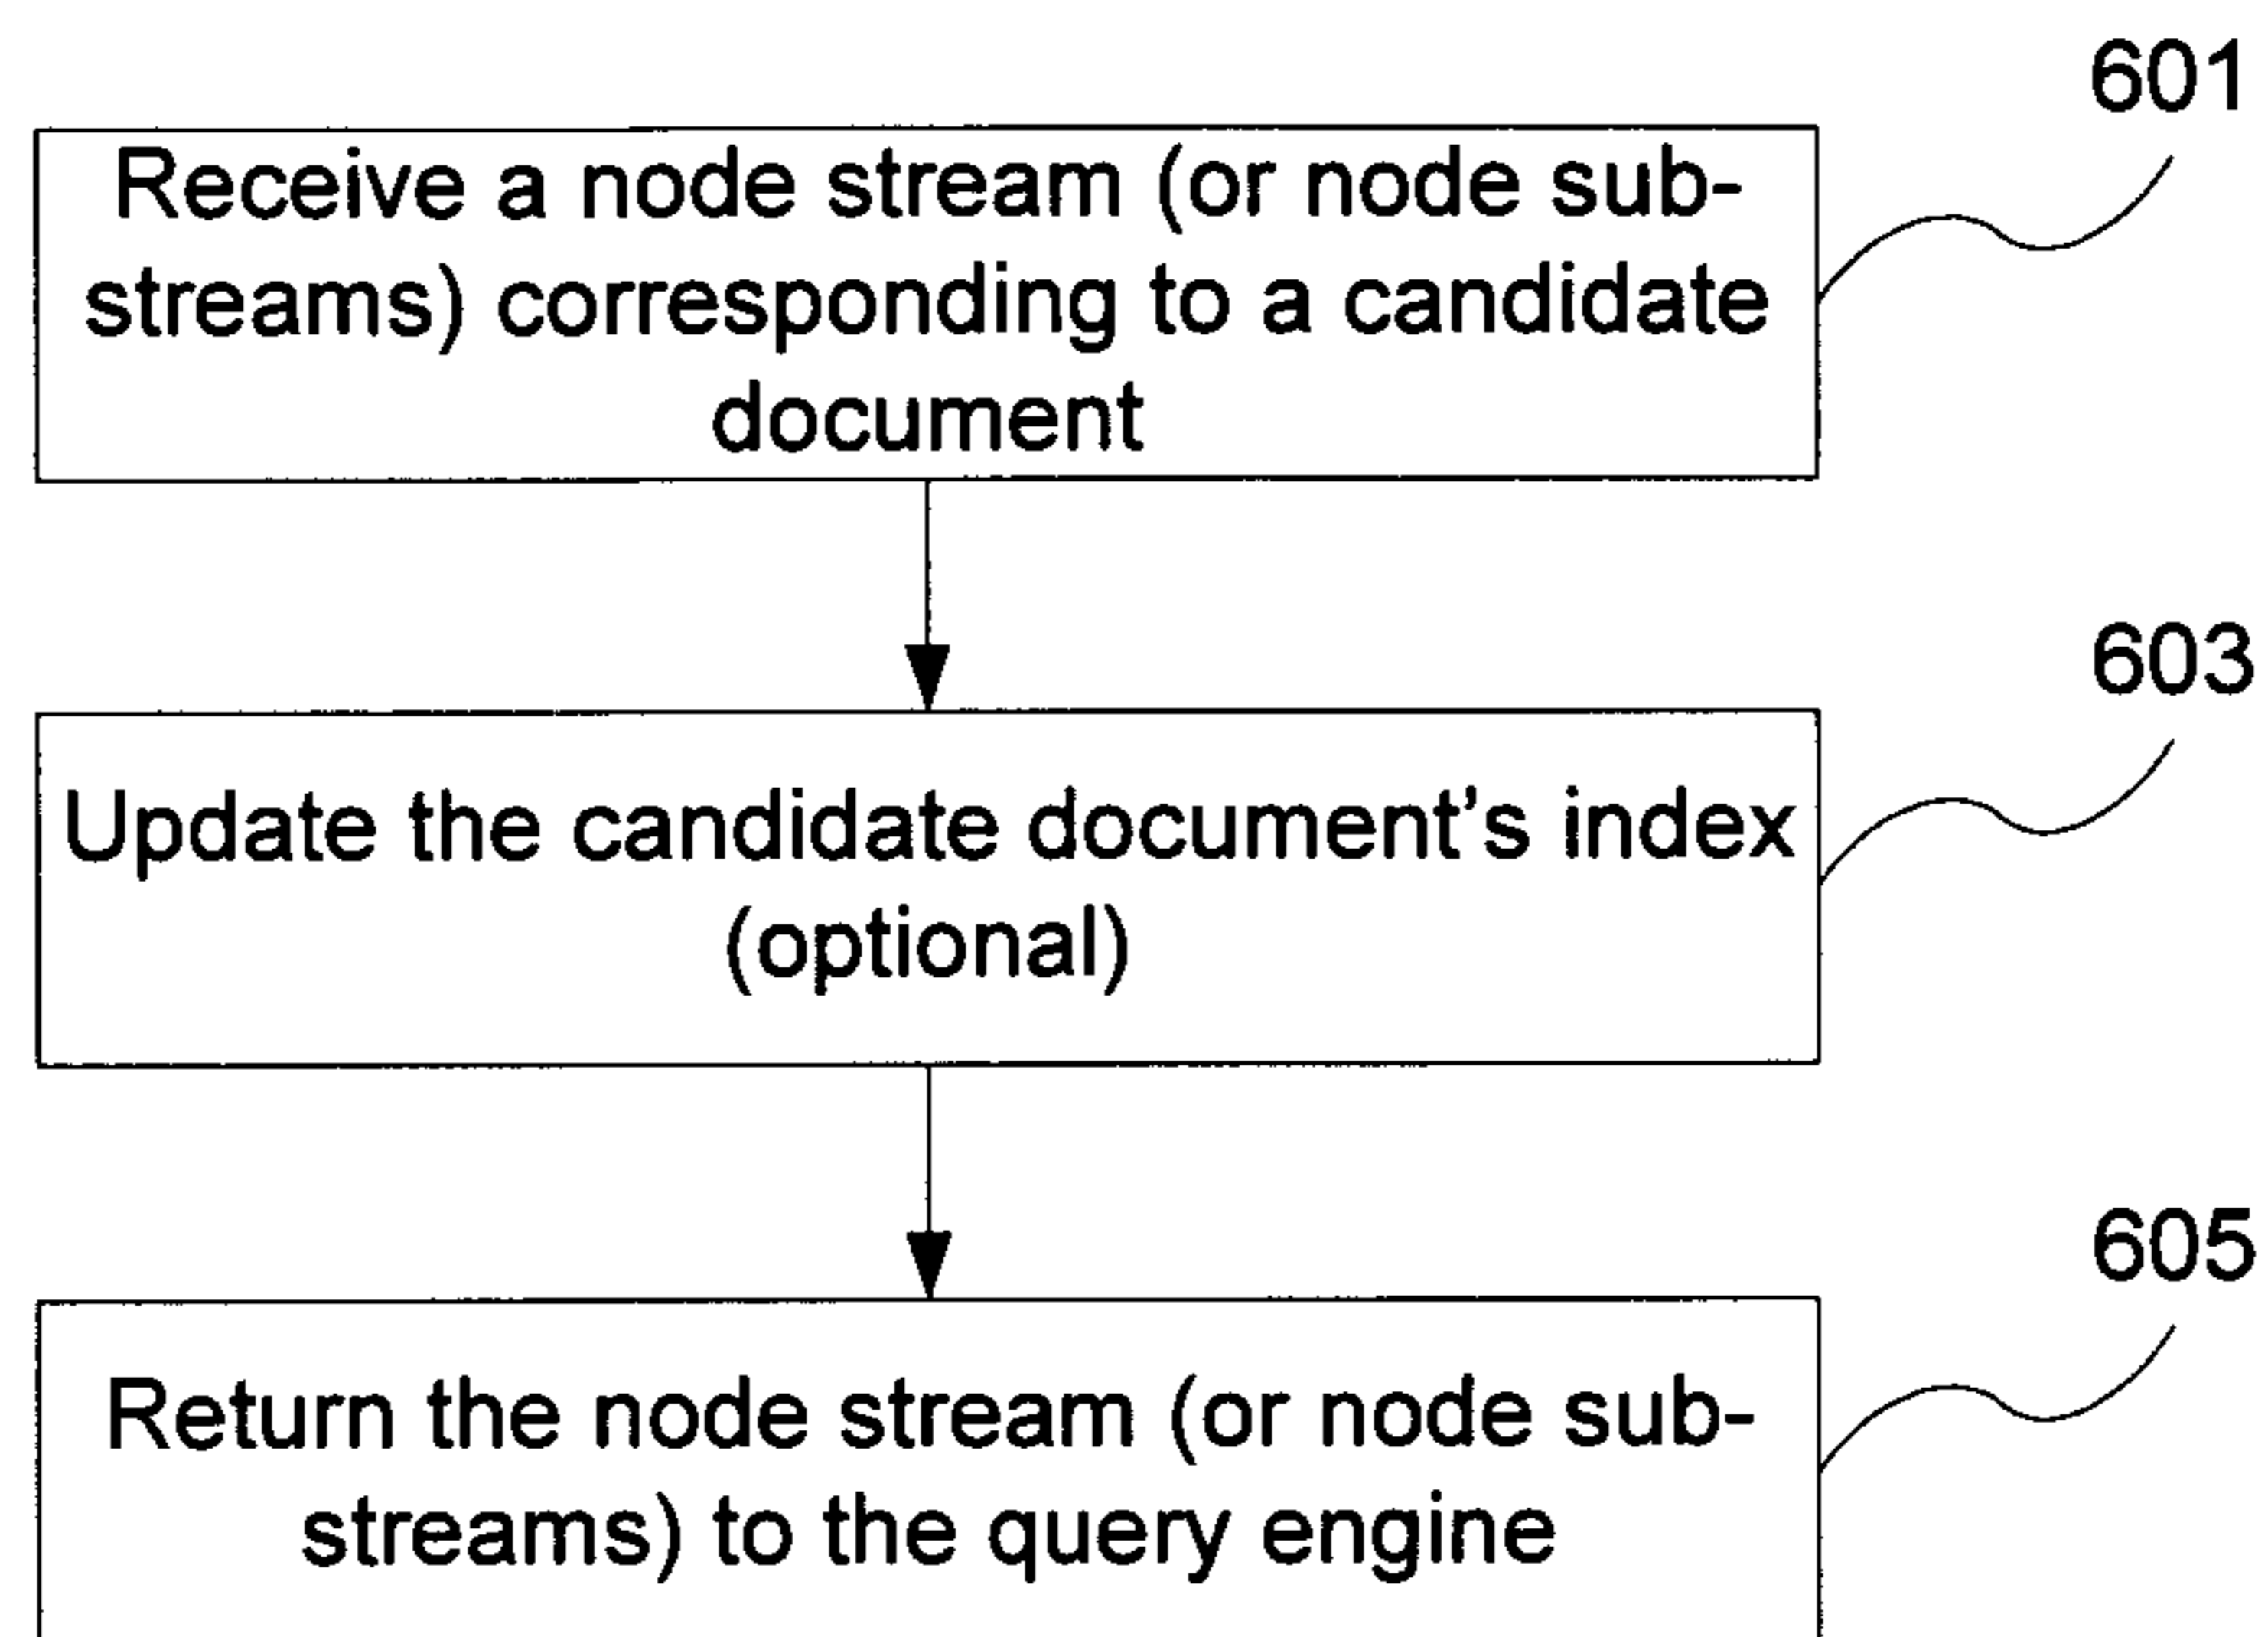 601
Receive a node stream (or node sub-
streams) corresponding to a candidate
document
603
Update the candidate document's index
(optional)
605
Return the node stream (or node sub-
streams) to the query engine